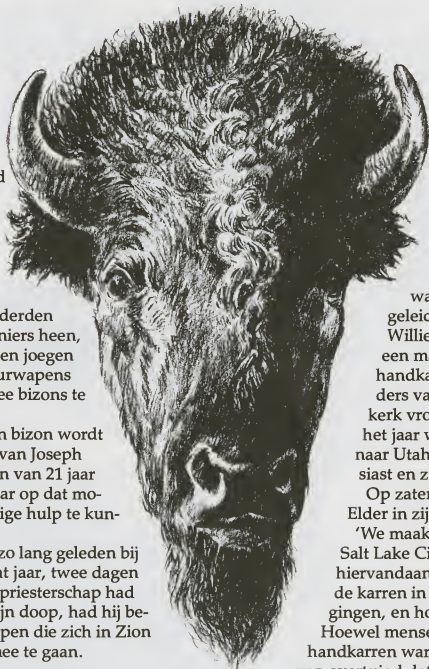 d
derden
niers heen,
en joegen
urwapens
ee bizons te
n bizon wordt
van Joseph
n van 21 jaar
ar op dat mo-
ige hulp te kun-
zo lang geleden bij
at jaar, twee dagen
priesterschap had
jn doop, had hij be-
pen die zich in Zion
nee te gaan.
wa
geleid
Willie
een ma
handka
ders va
kerk vro
het jaar v
naar Utah
siast en z
Op zater
Elder in zij
'We maak
Salt Lake Ci
hiervandaan
de karren in
gingen, en ho
Hoewel mense
handkarren war